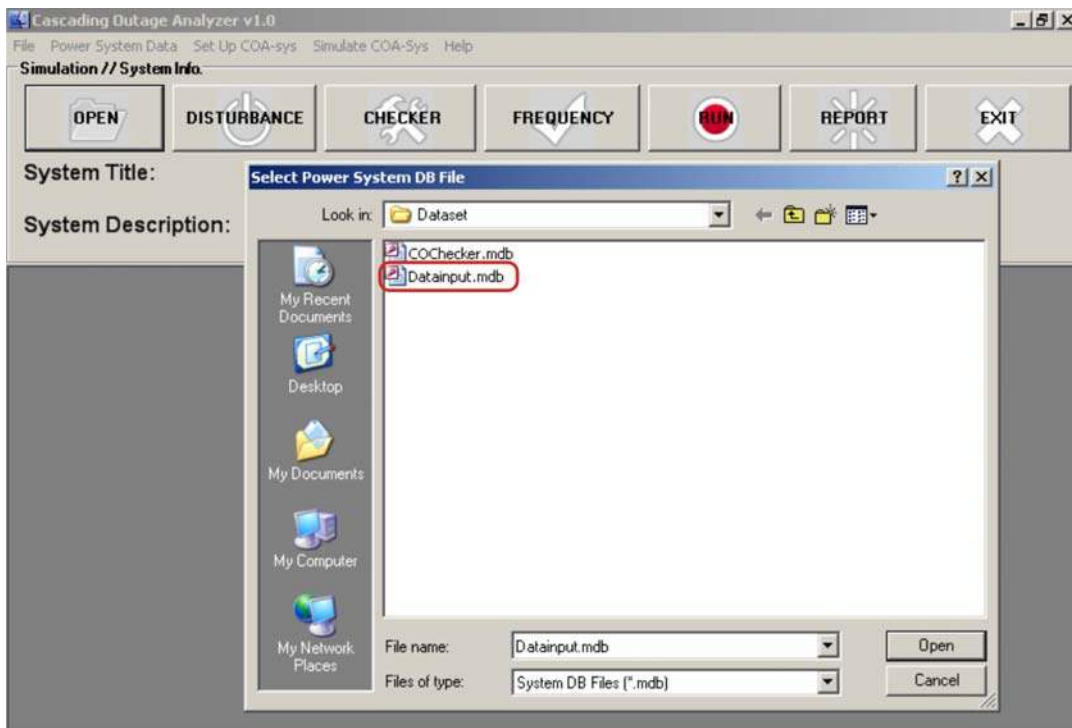 Cascading Outage Analyzer v1.0
File Power System Data Set Up COA-sys Simulate COA-Sys Help
Simulation // System Info.
OPEN DISTURBANCE CHECKER FREQUENCY RUN REPORT EXIT
System Title:
System Description:
Select Power System DB File
Look in: Dataset
COChecker.mdb
Datainput.mdb
My Recent
Documents
Desktop
My Documents
My Computer
My Network
Places
File name: Datainput.mdb Open
Files of type: System DB Files (*.mdb) Cancel